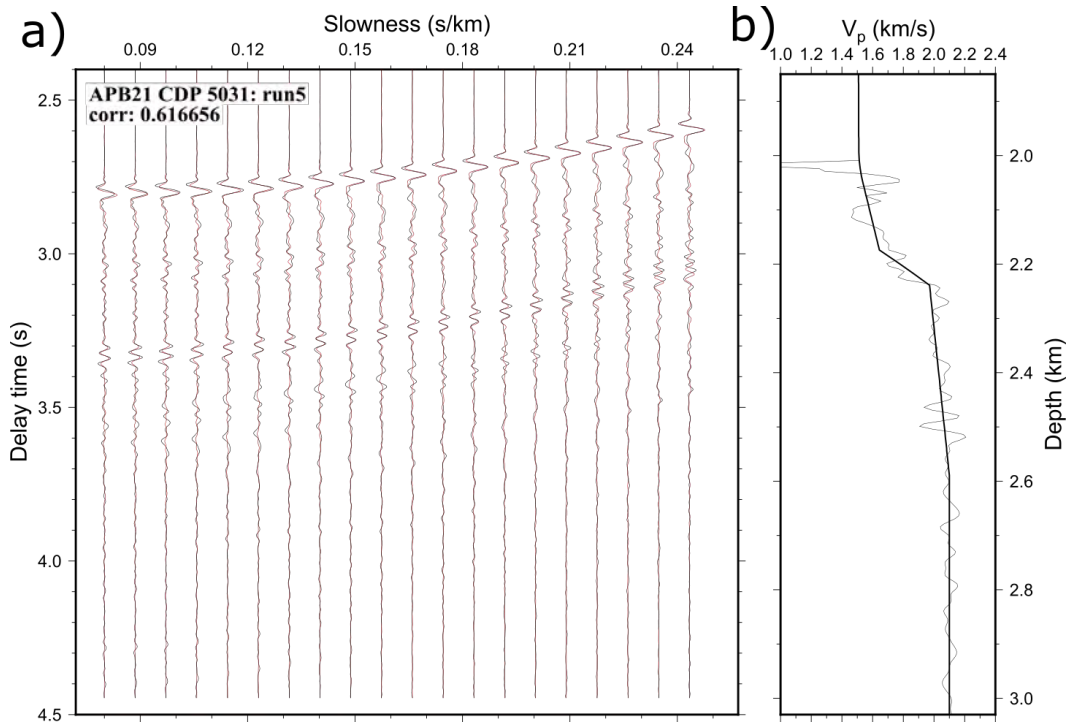 a)
Slowness (s/km)
0.09 0.12 0.15 0.18 0.21 0.24
APB21 CDP 5031: run5
corr: 0.616656
Delay time (s)
2.5
3.0
3.5
4.0
4.5
b)
Vp (km/s)
1.0 1.2 1.4 1.6 1.8 2.0 2.2 2.4
2.0
2.2
2.4
2.6
2.8
3.0
Depth (km)